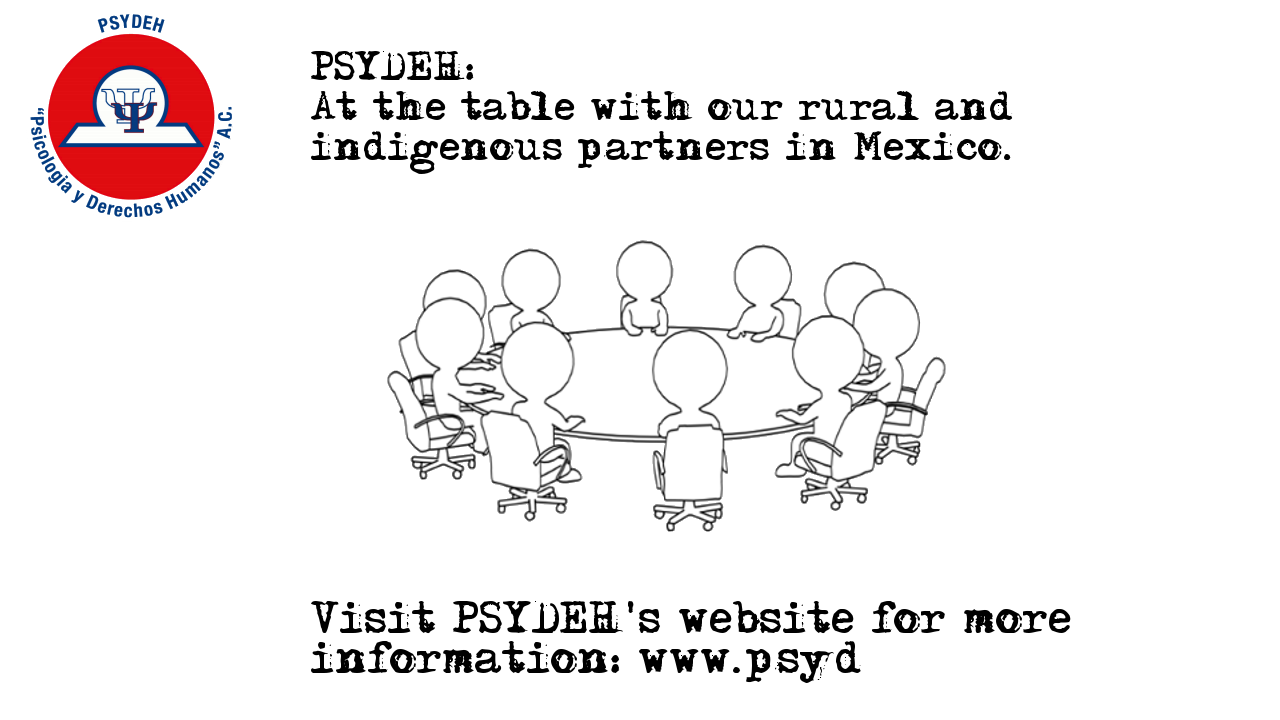 PSYDEH
"Psicología y Derechos Humanos" A.C.
PSYDEH:
At the table with our rural and
indigenous partners in Mexico.
Visit PSYDEH's website for more
information: www.psyd